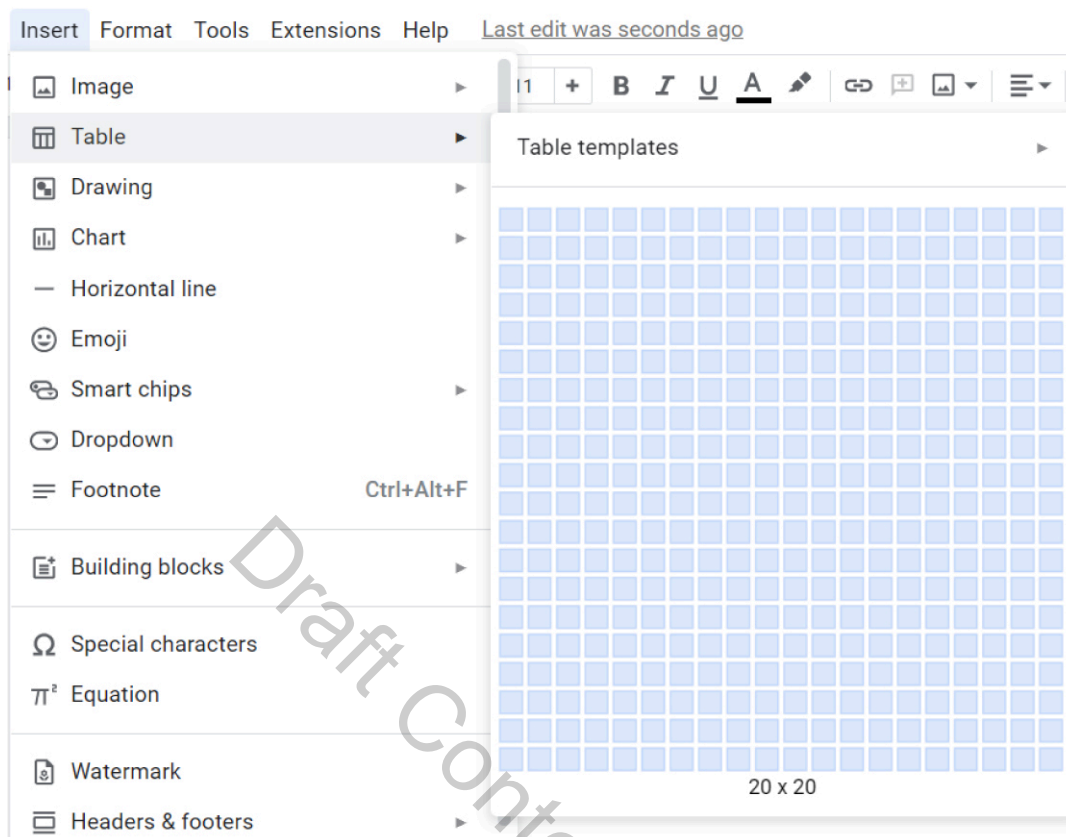 Insert Format Tools Extensions Help Last edit was seconds ago
Image
11 + B I U A
Table
Table templates
Drawing
Chart
Horizontal line
Emoji
Smart chips
Dropdown
Footnote Ctrl+Alt+F
Building blocks
Special characters
Equation
Watermark
20 x 20
Headers & footers
Draft